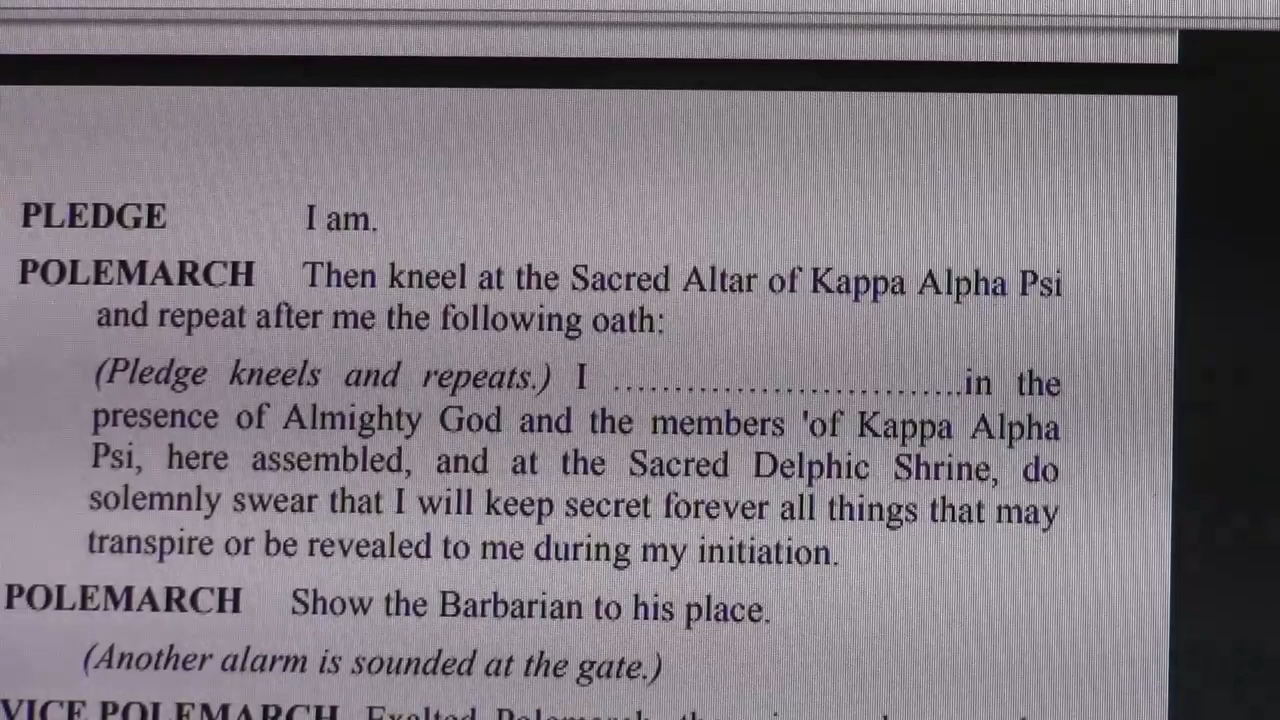 PLEDGE I am.
POLEMARCH Then kneel at the Sacred Altar of Kappa Alpha Psi
and repeat after me the following oath:
(Pledge kneels and repeats.) I ..............................in the
presence of Almighty God and the members 'of Kappa Alpha
Psi, here assembled, and at the Sacred Delphic Shrine, do
solemnly swear that I will keep secret forever all things that may
transpire or be revealed to me during my initiation.
POLEMARCH Show the Barbarian to his place.
(Another alarm is sounded at the gate.)
VICE POLEMARCH Exalted Polemarch